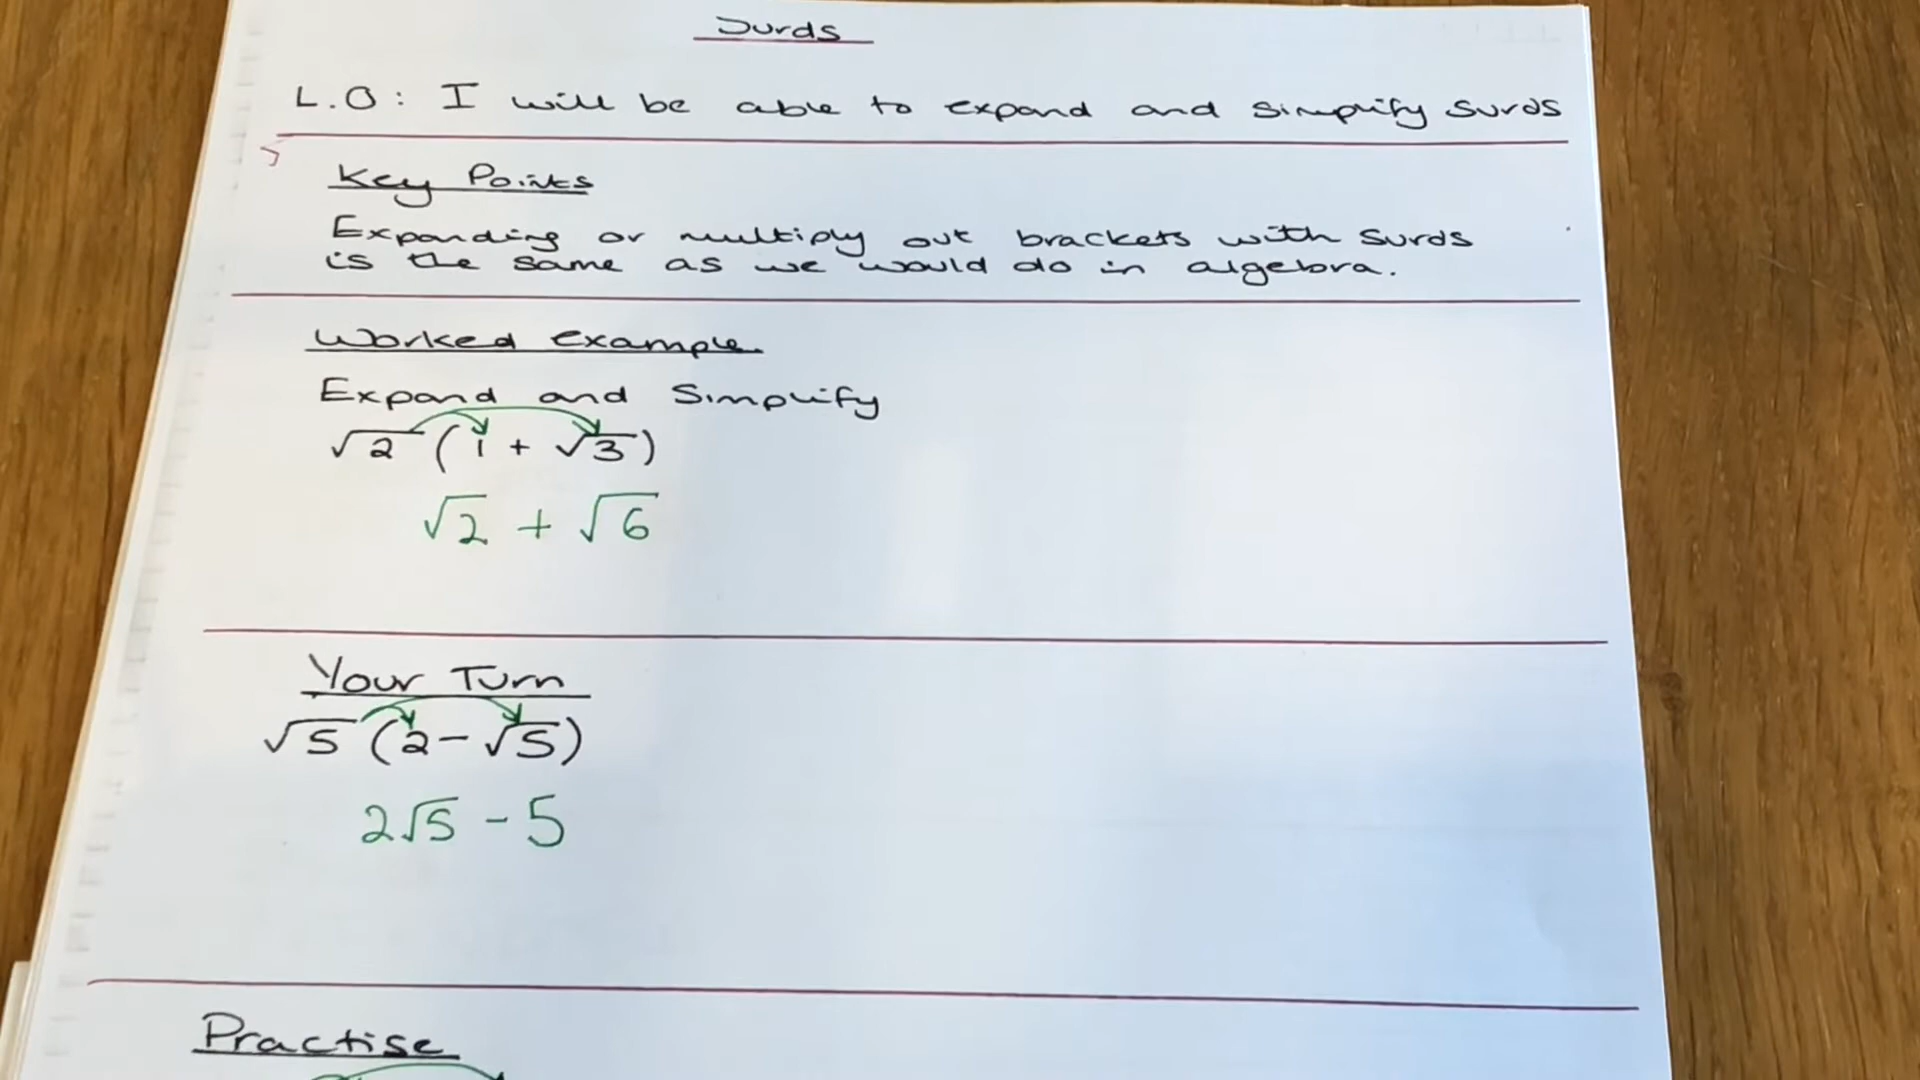 Surds
L.O: I will be able to expand and simplify surds
Key Points
Expanding or multiply out brackets with surds
is the same as we would do in algebra.
Worked example
Expand and Simplify
√2 (1 + √3)
√2 + √6
Your Turn
√5 (2 - √5)
2√5 - 5
Practise